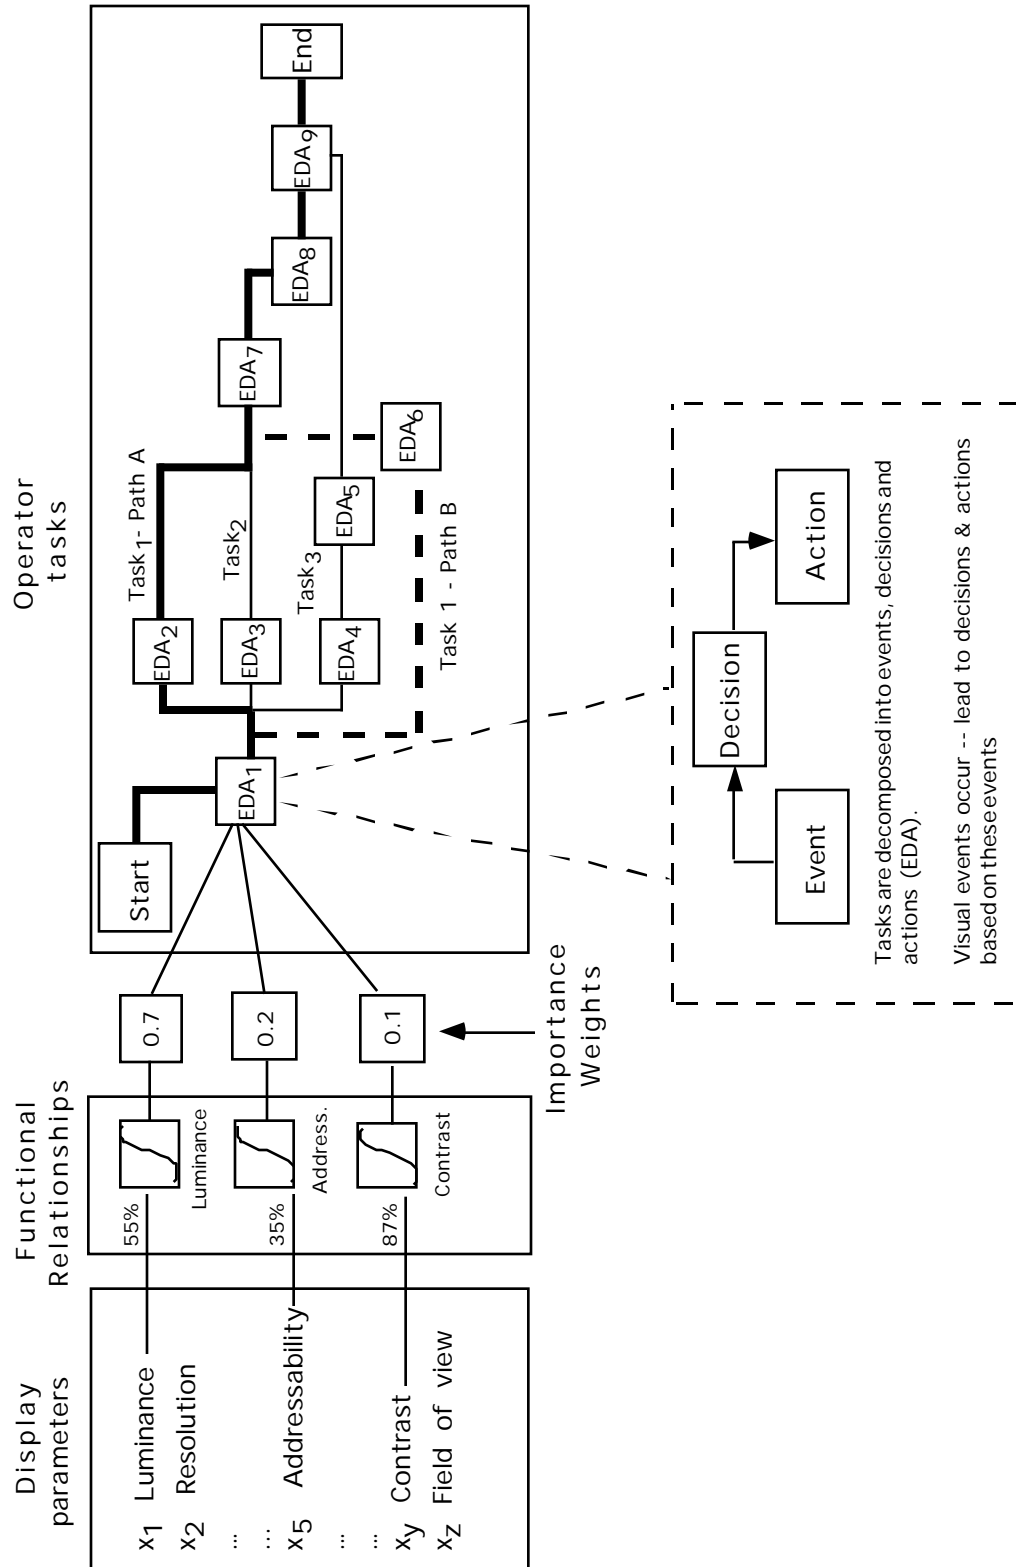 Display
parameters
x1 Luminance
x2 Resolution
...
...
x5 Addressability
...
...
xy Contrast
xz Field of view
Functional
Relationships
55%
Luminance
35%
Address.
87%
Contrast
0.7
0.2
0.1
Importance
Weights
Operator
tasks
Start
EDA1
EDA2
Task1- Path A
EDA3
Task2
EDA4
Task3
EDA5
EDA6
Task 1 - Path B
EDA7
EDA8
EDA9
End
Event
Decision
Action
Tasks are decomposed into events, decisions and
actions (EDA).
Visual events occur -- lead to decisions & actions
based on these events